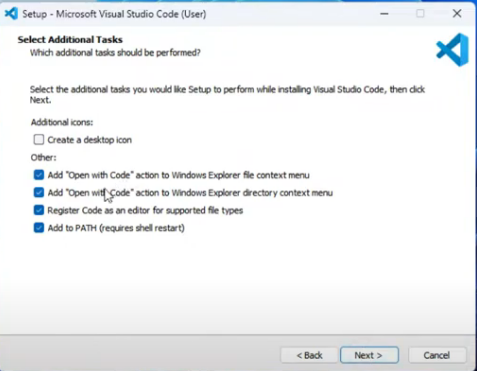 Setup - Microsoft Visual Studio Code (User)
Select Additional Tasks
Which additional tasks should be performed?
Select the additional tasks you would like Setup to perform while installing Visual Studio Code, then click
Next.
Additional icons:
Create a desktop icon
Other:
Add "Open with Code" action to Windows Explorer file context menu
Add "Open with Code" action to Windows Explorer directory context menu
Register Code as an editor for supported file types
Add to PATH (requires shell restart)
< Back
Next >
Cancel